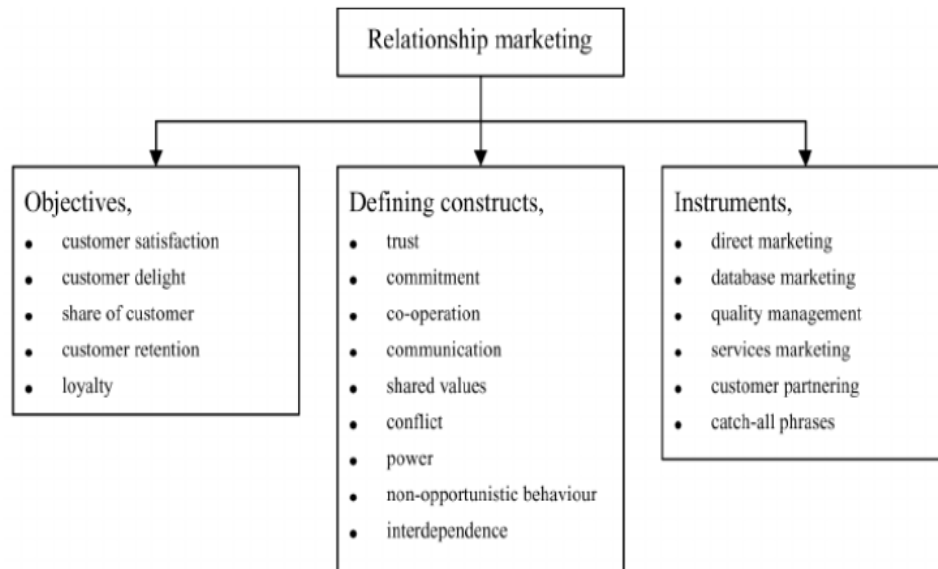 Relationship marketing
Objectives,
• customer satisfaction
• customer delight
• share of customer
• customer retention
• loyalty
Defining constructs,
• trust
• commitment
• co-operation
• communication
• shared values
• conflict
• power
• non-opportunistic behaviour
• interdependence
Instruments,
• direct marketing
• database marketing
• quality management
• services marketing
• customer partnering
• catch-all phrases